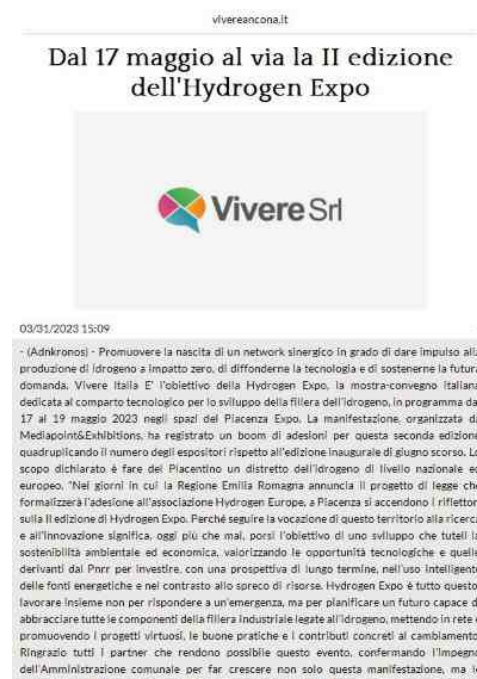 vivereancona.it
Dal 17 maggio al via la II edizione
dell'Hydrogen Expo
Vivere Srl
03/31/2023 15:09
- (Adnkronos) - Promuovere la nascita di un network sinergico in grado di dare impulso alla
produzione di idrogeno a impatto zero, di diffonderne la tecnologia e di sostenerne la futura
domanda. Vivere Italia E' l'obiettivo della Hydrogen Expo, la mostra-convegno italiana
dedicata al comparto tecnologico per lo sviluppo della filiera dell'idrogeno, in programma dal
17 al 19 maggio 2023 negli spazi del Piacenza Expo. La manifestazione, organizzata da
Mediapoint&Exhibitions, ha registrato un boom di adesioni per questa seconda edizione
quadruplicando il numero degli espositori rispetto all'edizione inaugurale di giugno scorso. Lo
scopo dichiarato è fare del Piacentino un distretto dell'idrogeno di livello nazionale ed
europeo. "Nei giorni in cui la Regione Emilia Romagna annuncia il progetto di legge che
formalizzerà l'adesione all'associazione Hydrogen Europe, a Piacenza si accendono i riflettori
sulla II edizione di Hydrogen Expo. Perché seguire la vocazione di questo territorio alla ricerca
e all'innovazione significa, oggi più che mai, porsi l'obiettivo di uno sviluppo che tuteli la
sostenibilità ambientale ed economica, valorizzando le opportunità tecnologiche e quelle
derivanti dal Pnrr per investire, con una prospettiva di lungo termine, nell'uso intelligente
delle fonti energetiche e nel contrasto allo spreco di risorse. Hydrogen Expo è tutto questo:
lavorare insieme non per rispondere a un'emergenza, ma per pianificare un futuro capace di
abbracciare tutte le componenti della filiera industriale legate all'idrogeno, mettendo in rete e
promuovendo i progetti virtuosi, le buone pratiche e i contributi concreti al cambiamento.
Ringrazio tutti i partner che rendono possibile questo evento, confermando l'impegno
dell'Amministrazione comunale per far crescere non solo questa manifestazione, ma le